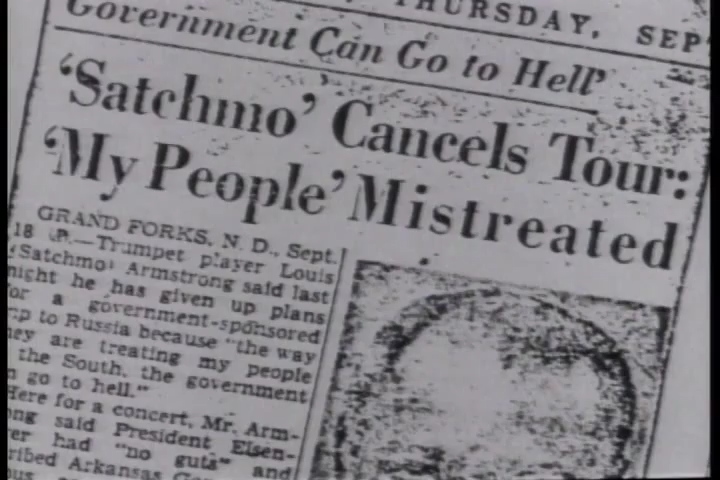 THURSDAY, SEP
Government Can Go to Hell'
'Satchmo' Cancels Tour:
'My People' Mistreated
GRAND FORKS, N. D., Sept.
18 .—Trumpet player Louis
'Satchmo' Armstrong said last
night he has given up plans
for a government-sponsored
to Russia because "the way
are treating my people
the South, the government
go to hell."
Here for a concert, Mr. Arm-
said President Eisen-
had "no guts" and
Arkansas